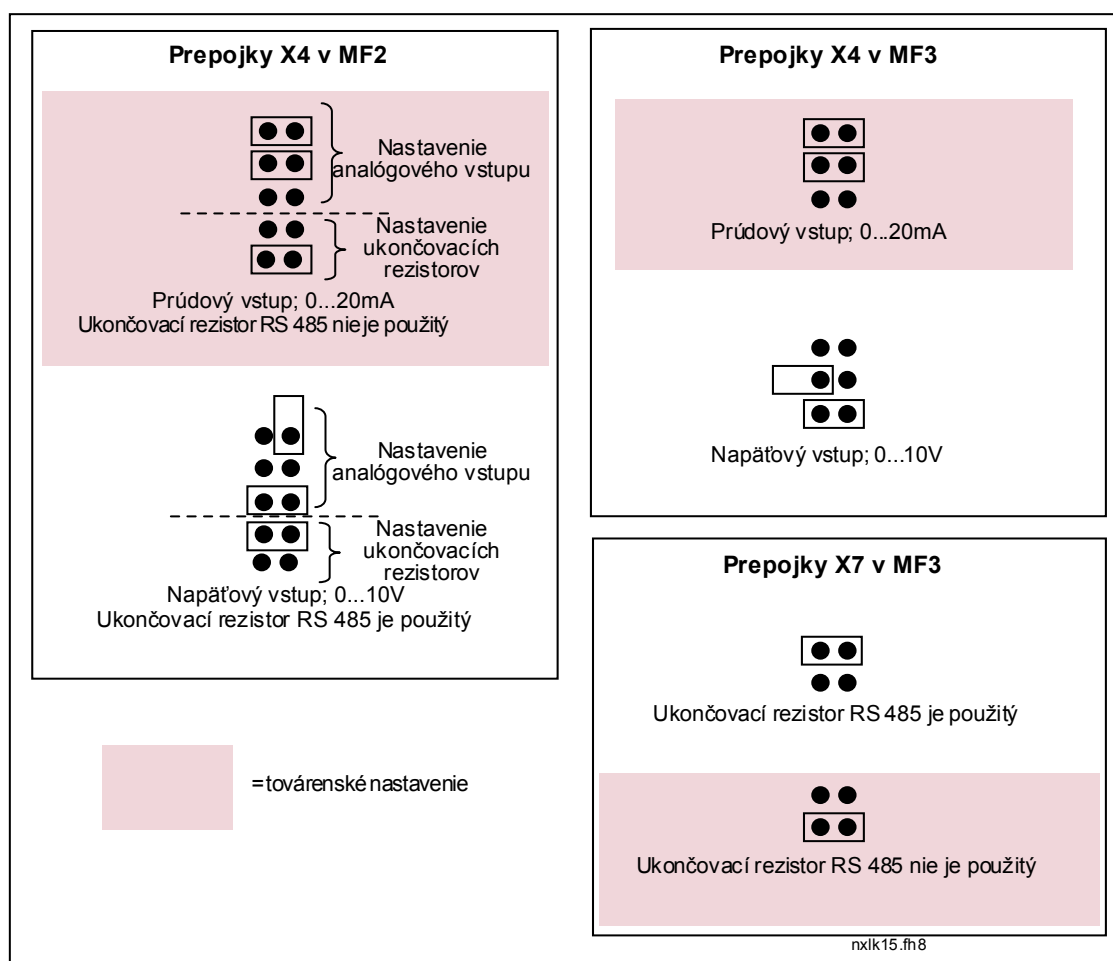 Prepojky X4 v MF2
Nastavenie
analógového vstupu
Nastavenie
ukončovacích
rezistorov
Prúdový vstup; 0...20mA
Ukončovací rezistor RS 485 nie je použitý
Nastavenie
analógového vstupu
Nastavenie
ukončovacích
rezistorov
Napäťový vstup; 0...10V
Ukončovací rezistor RS 485 je použitý
=továrenské nastavenie
Prepojky X4 v MF3
Prúdový vstup; 0...20mA
Napäťový vstup; 0...10V
Prepojky X7 v MF3
Ukončovací rezistor RS 485 je použitý
Ukončovací rezistor RS 485 nie je použitý
nxlk15.fh8